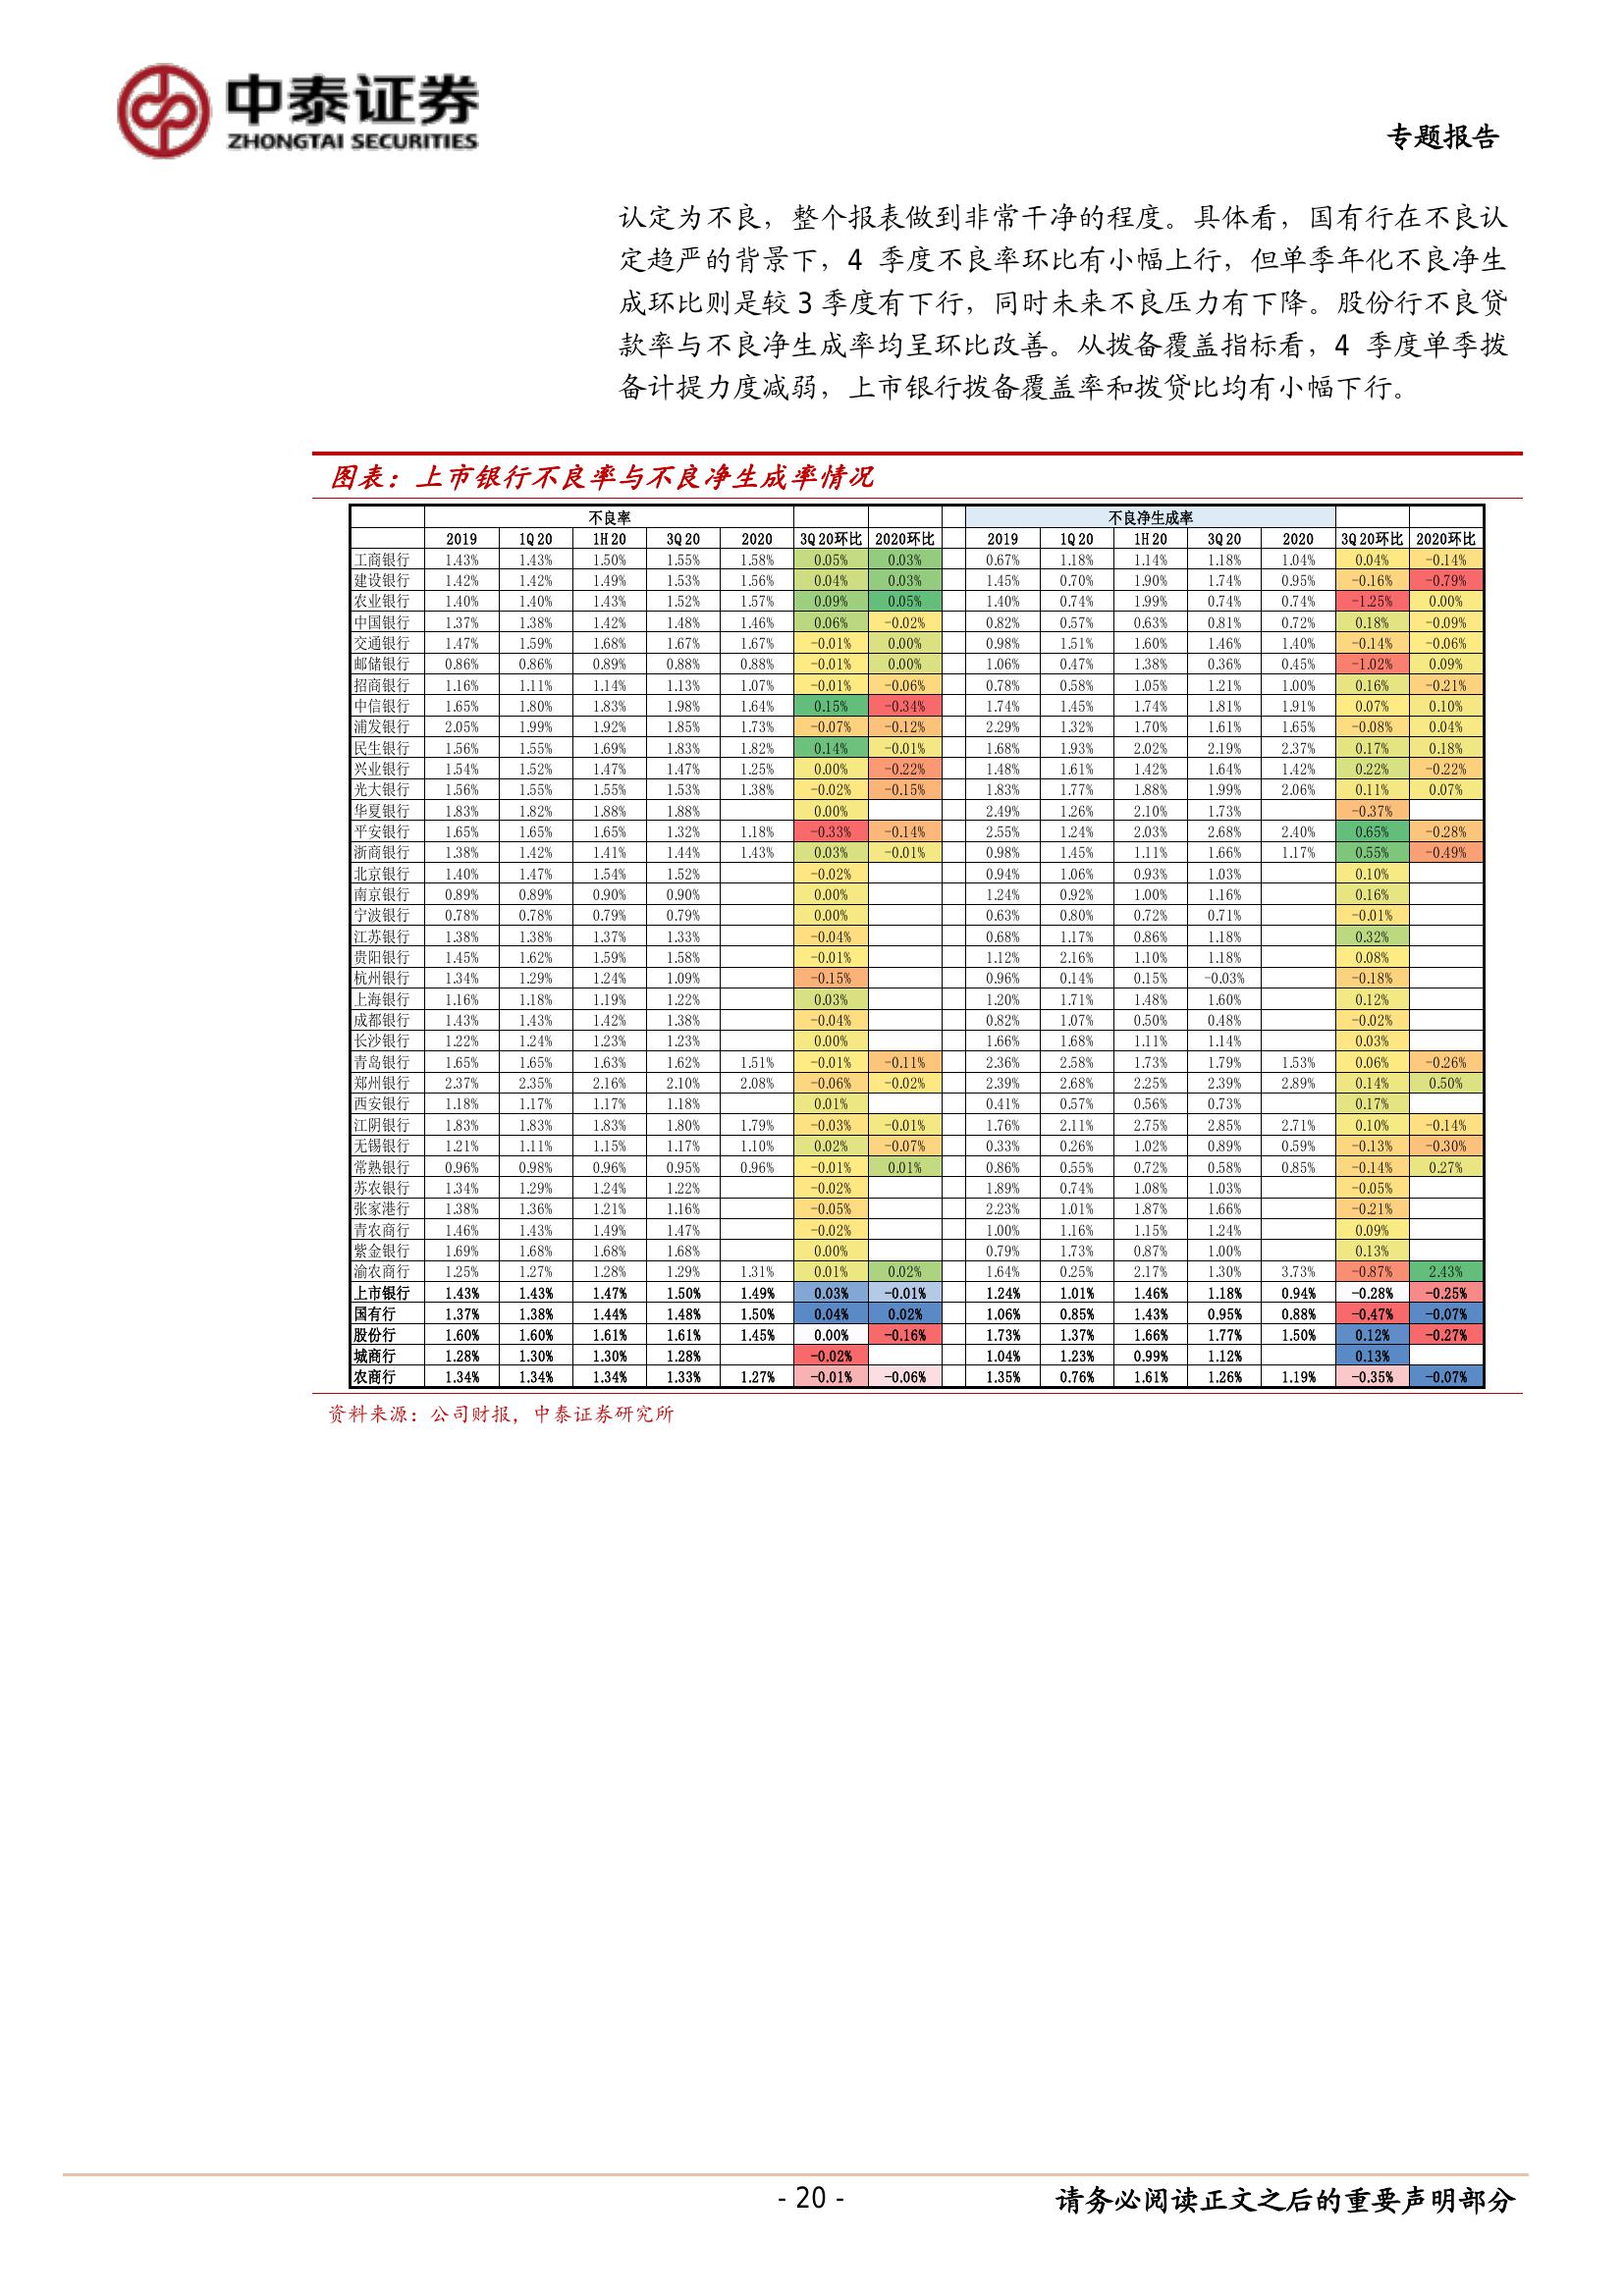 中泰证券
ZHONGTAI SECURITIES
专题报告
认定为不良，整个报表做到非常干净的程度。具体看，国有行在不良认
定趋严的背景下，4 季度不良率环比有小幅上行，但单季年化不良净生
成环比则是较 3 季度有下行，同时未来不良压力有下降。股份行不良贷
款率与不良净生成率均呈环比改善。从拨备覆盖指标看，4 季度单季拨
备计提力度减弱，上市银行拨备覆盖率和拨贷比均有小幅下行。
图表：上市银行不良率与不良净生成率情况
不良率 不良净生成率
2019 1Q20 1H20 3Q20 2020 3Q20环比 2020环比 2019 1Q20 1H20 3Q20 2020 3Q20环比 2020环比
工商银行 1.43% 1.43% 1.50% 1.55% 1.58% 0.05% 0.03% 0.67% 1.18% 1.14% 1.18% 1.04% 0.04% -0.14%
建设银行 1.42% 1.42% 1.49% 1.53% 1.56% 0.04% 0.03% 1.45% 0.70% 1.90% 1.74% 0.95% -0.16% -0.79%
农业银行 1.40% 1.40% 1.43% 1.52% 1.57% 0.09% 0.05% 1.40% 0.74% 1.99% 0.74% 0.74% -1.25% 0.00%
中国银行 1.37% 1.38% 1.42% 1.48% 1.46% 0.06% -0.02% 0.82% 0.57% 0.63% 0.81% 0.72% 0.18% -0.09%
交通银行 1.47% 1.59% 1.68% 1.67% 1.67% -0.01% 0.00% 0.98% 1.51% 1.60% 1.46% 1.40% -0.14% -0.06%
邮储银行 0.86% 0.86% 0.89% 0.88% 0.88% -0.01% 0.00% 1.06% 0.47% 1.38% 0.36% 0.45% -1.02% 0.09%
招商银行 1.16% 1.11% 1.14% 1.13% 1.07% -0.01% -0.06% 0.78% 0.58% 1.05% 1.21% 1.00% 0.16% -0.21%
中信银行 1.65% 1.80% 1.83% 1.98% 1.64% 0.15% -0.34% 1.74% 1.45% 1.74% 1.81% 1.91% 0.07% 0.10%
浦发银行 2.05% 1.99% 1.92% 1.85% 1.73% -0.07% -0.12% 2.29% 1.32% 1.70% 1.61% 1.65% -0.08% 0.04%
民生银行 1.56% 1.55% 1.69% 1.83% 1.82% 0.14% -0.01% 1.68% 1.93% 2.02% 2.19% 2.37% 0.17% 0.18%
兴业银行 1.54% 1.52% 1.47% 1.47% 1.25% 0.00% -0.22% 1.48% 1.61% 1.42% 1.64% 1.42% 0.22% -0.22%
光大银行 1.56% 1.55% 1.55% 1.53% 1.38% -0.02% -0.15% 1.83% 1.77% 1.88% 1.99% 2.06% 0.11% 0.07%
华夏银行 1.83% 1.82% 1.88% 1.88% 0.00% 2.49% 1.26% 2.10% 1.73% -0.37%
平安银行 1.65% 1.65% 1.65% 1.32% 1.18% -0.33% -0.14% 2.55% 1.24% 2.03% 2.68% 2.40% 0.65% -0.28%
浙商银行 1.38% 1.42% 1.41% 1.44% 1.43% 0.03% -0.01% 0.98% 1.45% 1.11% 1.66% 1.17% 0.55% -0.49%
北京银行 1.40% 1.47% 1.54% 1.52% -0.02% 0.94% 1.06% 0.93% 1.03% 0.10%
南京银行 0.89% 0.89% 0.90% 0.90% 0.00% 1.24% 0.92% 1.00% 1.16% 0.16%
宁波银行 0.78% 0.78% 0.79% 0.79% 0.00% 0.63% 0.80% 0.72% 0.71% -0.01%
江苏银行 1.38% 1.38% 1.37% 1.33% -0.04% 0.68% 1.17% 0.86% 1.18% 0.32%
贵阳银行 1.45% 1.62% 1.59% 1.58% -0.01% 1.12% 2.16% 1.10% 1.18% 0.08%
杭州银行 1.34% 1.29% 1.24% 1.09% -0.15% 0.96% 0.14% 0.15% -0.03% -0.18%
上海银行 1.16% 1.18% 1.19% 1.22% 0.03% 1.20% 1.71% 1.48% 1.60% 0.12%
成都银行 1.43% 1.43% 1.42% 1.38% -0.04% 0.82% 1.07% 0.50% 0.48% -0.02%
长沙银行 1.22% 1.24% 1.23% 1.23% 0.00% 1.66% 1.68% 1.11% 1.14% 0.03%
青岛银行 1.65% 1.65% 1.63% 1.62% 1.51% -0.01% -0.11% 2.36% 2.58% 1.73% 1.79% 1.53% 0.06% -0.26%
郑州银行 2.37% 2.35% 2.16% 2.10% 2.08% -0.06% -0.02% 2.39% 2.68% 2.25% 2.39% 2.89% 0.14% 0.50%
西安银行 1.18% 1.17% 1.17% 1.18% 0.01% 0.41% 0.57% 0.56% 0.73% 0.17%
江阴银行 1.83% 1.83% 1.83% 1.80% 1.79% -0.03% -0.01% 1.76% 2.11% 2.75% 2.85% 2.71% 0.10% -0.14%
无锡银行 1.21% 1.11% 1.15% 1.17% 1.10% 0.02% -0.07% 0.33% 0.26% 1.02% 0.89% 0.59% -0.13% -0.30%
常熟银行 0.96% 0.98% 0.96% 0.95% 0.96% -0.01% 0.01% 0.86% 0.55% 0.72% 0.58% 0.85% -0.14% 0.27%
苏农银行 1.34% 1.29% 1.24% 1.22% -0.02% 1.89% 0.74% 1.08% 1.03% -0.05%
张家港行 1.38% 1.36% 1.21% 1.16% -0.05% 2.23% 1.01% 1.87% 1.66% -0.21%
青农商行 1.46% 1.43% 1.49% 1.47% -0.02% 1.00% 1.16% 1.15% 1.24% 0.09%
紫金银行 1.69% 1.68% 1.68% 1.68% 0.00% 0.79% 1.73% 0.87% 1.00% 0.13%
渝农商行 1.25% 1.27% 1.28% 1.29% 1.31% 0.01% 0.02% 1.64% 0.25% 2.17% 1.30% 3.73% -0.87% 2.43%
上市银行 1.43% 1.43% 1.47% 1.50% 1.49% 0.03% -0.01% 1.24% 1.01% 1.46% 1.18% 0.94% -0.28% -0.25%
国有行 1.37% 1.38% 1.44% 1.48% 1.50% 0.04% 0.02% 1.06% 0.85% 1.43% 0.95% 0.88% -0.47% -0.07%
股份行 1.60% 1.60% 1.61% 1.61% 1.45% 0.00% -0.16% 1.73% 1.37% 1.66% 1.77% 1.50% 0.12% -0.27%
城商行 1.28% 1.30% 1.30% 1.28% -0.02% 1.04% 1.23% 0.99% 1.12% 0.13%
农商行 1.34% 1.34% 1.34% 1.33% 1.27% -0.01% -0.06% 1.35% 0.76% 1.61% 1.26% 1.19% -0.35% -0.07%
资料来源：公司财报，中泰证券研究所
- 20 -
请务必阅读正文之后的重要声明部分